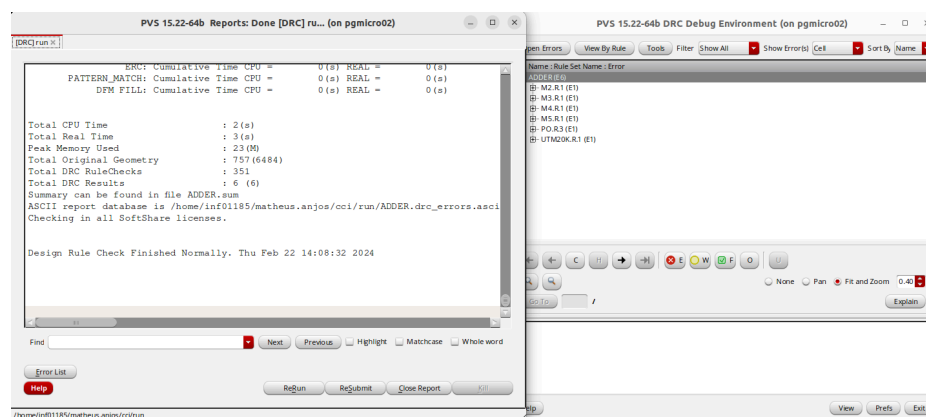 PVS 15.22-64b Reports: Done [DRC] ru... (on pgmicro02)
[DRC] run
ERC: Cumulative Time CPU = 0(s) REAL = 0(s)
PATTERN_MATCH: Cumulative Time CPU = 0(s) REAL = 0(s)
DFM FILL: Cumulative Time CPU = 0(s) REAL = 0(s)
Total CPU Time : 2(s)
Total Real Time : 3(s)
Peak Memory Used : 23(M)
Total Original Geometry : 757(6484)
Total DRC RuleChecks : 351
Total DRC Results : 6 (6)
Summary can be found in file ADDER.sum
ASCII report database is /home/inf01185/matheus.anjos/cci/run/ADDER.drc_errors.asci
Checking in all SoftShare licenses.
Design Rule Check Finished Normally. Thu Feb 22 14:08:32 2024
Find Next Previous Highlight Matchcase Whole word
Error List
Help ReRun ReSubmit Close Report Kill
/home/inf01185/matheus.anjos/cci/run
PVS 15.22-64b DRC Debug Environment (on pgmicro02)
pen Errors View By Rule Tools Filter Show All Show Error(s) Cell Sort By Name
Name : Rule Set Name : Error
ADDER (E6)
M2.R.1 (E1)
M3.R.1 (E1)
M4.R.1 (E1)
M5.R.1 (E1)
PO.R.3 (E1)
UTM20K.R.1 (E1)
C H E W F O U
None Pan Fit and Zoom 0.40
Go To / Explain
elp View Prefs Exit